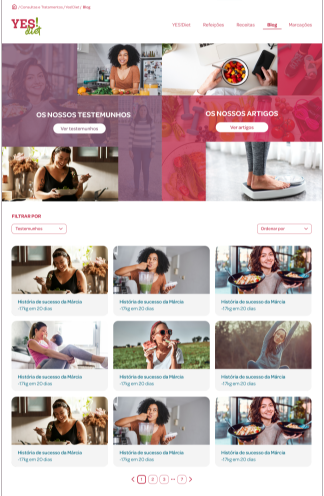 / Consultas e Tratamentos / Yes!Diet / Blog
YES!
diet
YES!Diet
Refeições
Receitas
Blog
Marcações
OS NOSSOS TESTEMUNHOS
Ver testemunhos
OS NOSSOS ARTIGOS
Ver artigos
FILTRAR POR
Testemunhos
Ordenar por
História de sucesso da Márcia
-17kg em 20 dias
História de sucesso da Márcia
-17kg em 20 dias
História de sucesso da Márcia
-17kg em 20 dias
História de sucesso da Márcia
-17kg em 20 dias
História de sucesso da Márcia
-17kg em 20 dias
História de sucesso da Márcia
-17kg em 20 dias
História de sucesso da Márcia
-17kg em 20 dias
História de sucesso da Márcia
-17kg em 20 dias
História de sucesso da Márcia
-17kg em 20 dias
1 2 3 ... 7